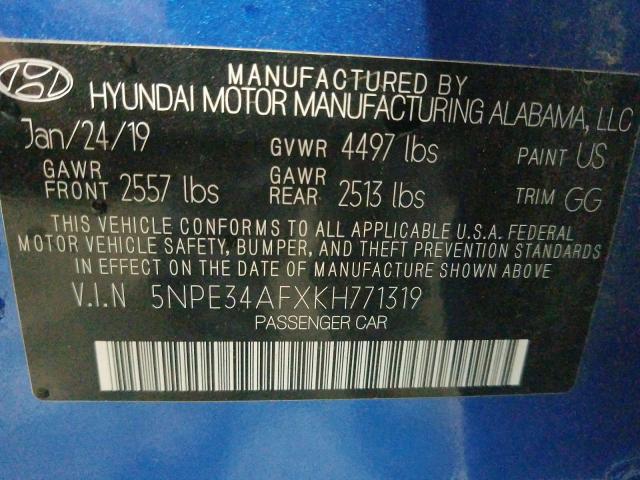 MANUFACTURED BY
HYUNDAI MOTOR MANUFACTURING ALABAMA, LLC
Jan/24/19 GVWR 4497 lbs PAINT US
GAWR FRONT 2557 lbs GAWR REAR 2513 lbs TRIM GG
THIS VEHICLE CONFORMS TO ALL APPLICABLE U.S.A. FEDERAL
MOTOR VEHICLE SAFETY, BUMPER, AND THEFT PREVENTION STANDARDS
IN EFFECT ON THE DATE OF MANUFACTURE SHOWN ABOVE
V.I.N 5NPE34AFXKH771319
PASSENGER CAR